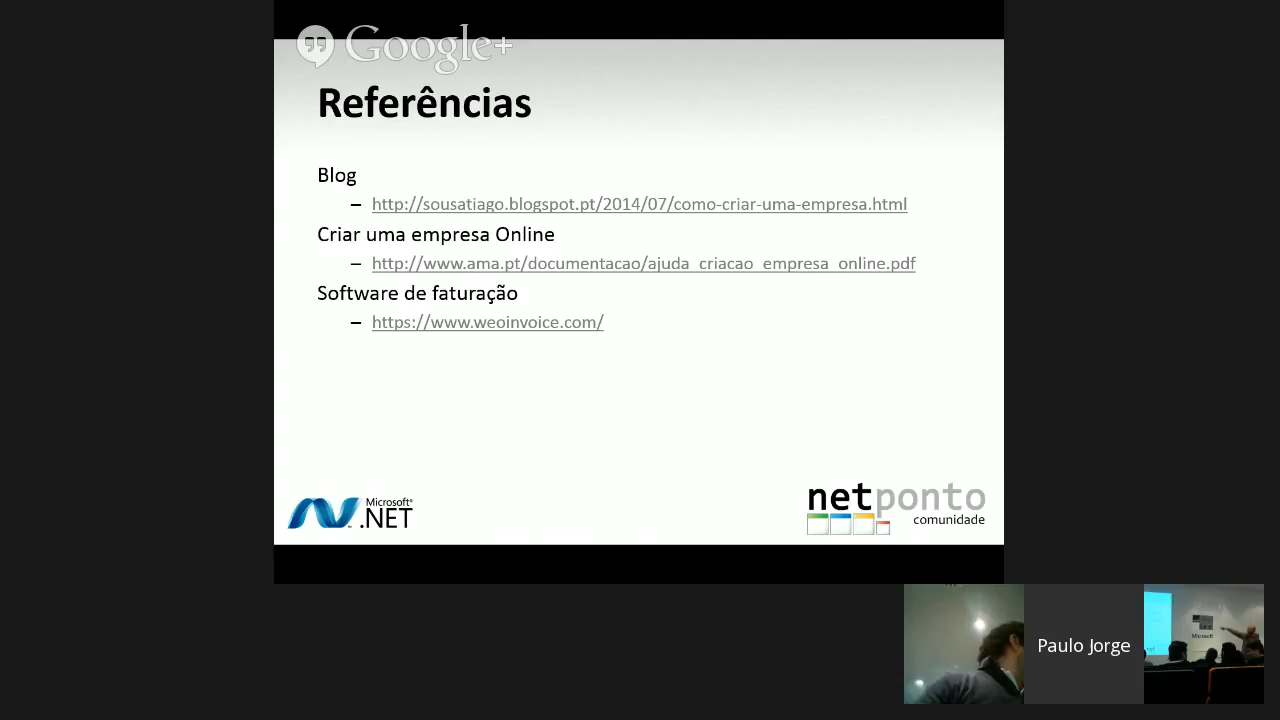 Google+
Referências
Blog
– http://sousatiago.blogspot.pt/2014/07/como-criar-uma-empresa.html
Criar uma empresa Online
– http://www.ama.pt/documentacao/ajuda_criacao_empresa_online.pdf
Software de faturação
– https://www.weoinvoice.com/
Microsoft®
.NET
netponto
comunidade
Paulo Jorge
Microsoft